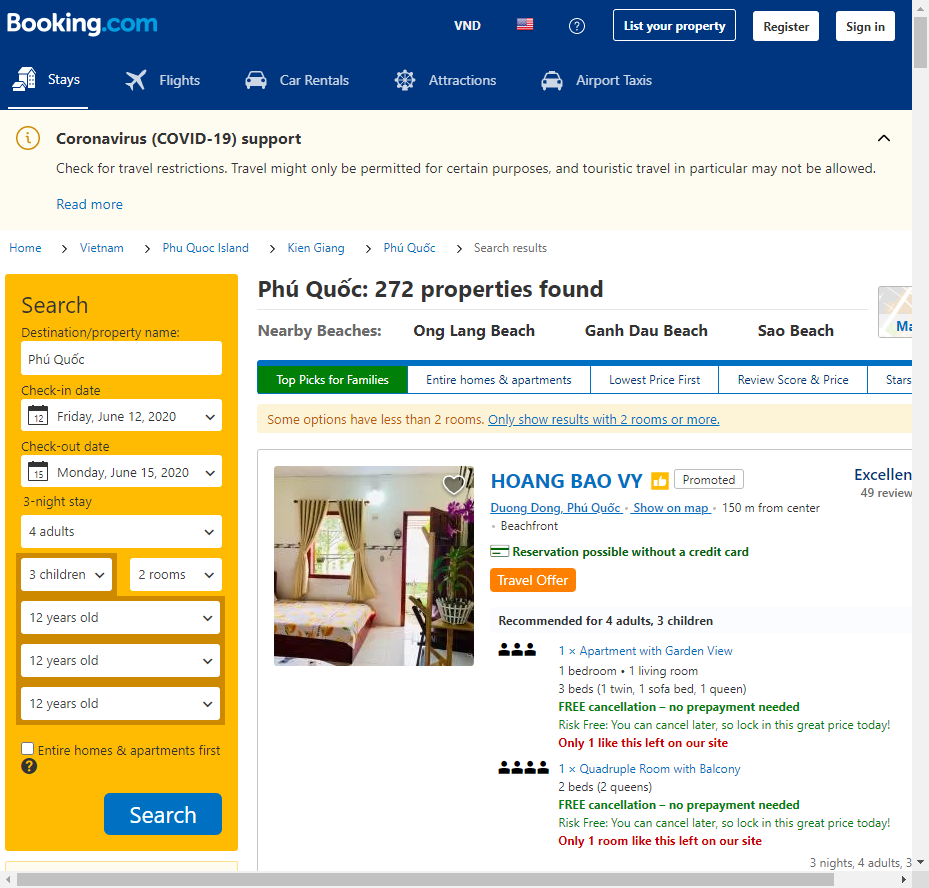 Booking.com
VND
List your property
Register
Sign in
Stays
Flights
Car Rentals
Attractions
Airport Taxis
Coronavirus (COVID-19) support
Check for travel restrictions. Travel might only be permitted for certain purposes, and touristic travel in particular may not be allowed.
Read more
Home > Vietnam > Phu Quoc Island > Kien Giang > Phú Quốc > Search results
Search
Destination/property name:
Phú Quốc
Check-in date
12
Friday, June 12, 2020
Check-out date
15
Monday, June 15, 2020
3-night stay
4 adults
3 children
2 rooms
12 years old
12 years old
12 years old
Entire homes & apartments first
Search
Phú Quốc: 272 properties found
Nearby Beaches: Ong Lang Beach Ganh Dau Beach Sao Beach
Ma
Top Picks for Families
Entire homes & apartments
Lowest Price First
Review Score & Price
Stars
Some options have less than 2 rooms. Only show results with 2 rooms or more.
HOANG BAO VY
Promoted
Excellen
49 review
Duong Dong, Phú Quốc • Show on map • 150 m from center
• Beachfront
Reservation possible without a credit card
Travel Offer
Recommended for 4 adults, 3 children
1 × Apartment with Garden View
1 bedroom • 1 living room
3 beds (1 twin, 1 sofa bed, 1 queen)
FREE cancellation – no prepayment needed
Risk Free: You can cancel later, so lock in this great price today!
Only 1 like this left on our site
1 × Quadruple Room with Balcony
2 beds (2 queens)
FREE cancellation – no prepayment needed
Risk Free: You can cancel later, so lock in this great price today!
Only 1 room like this left on our site
3 nights, 4 adults, 3